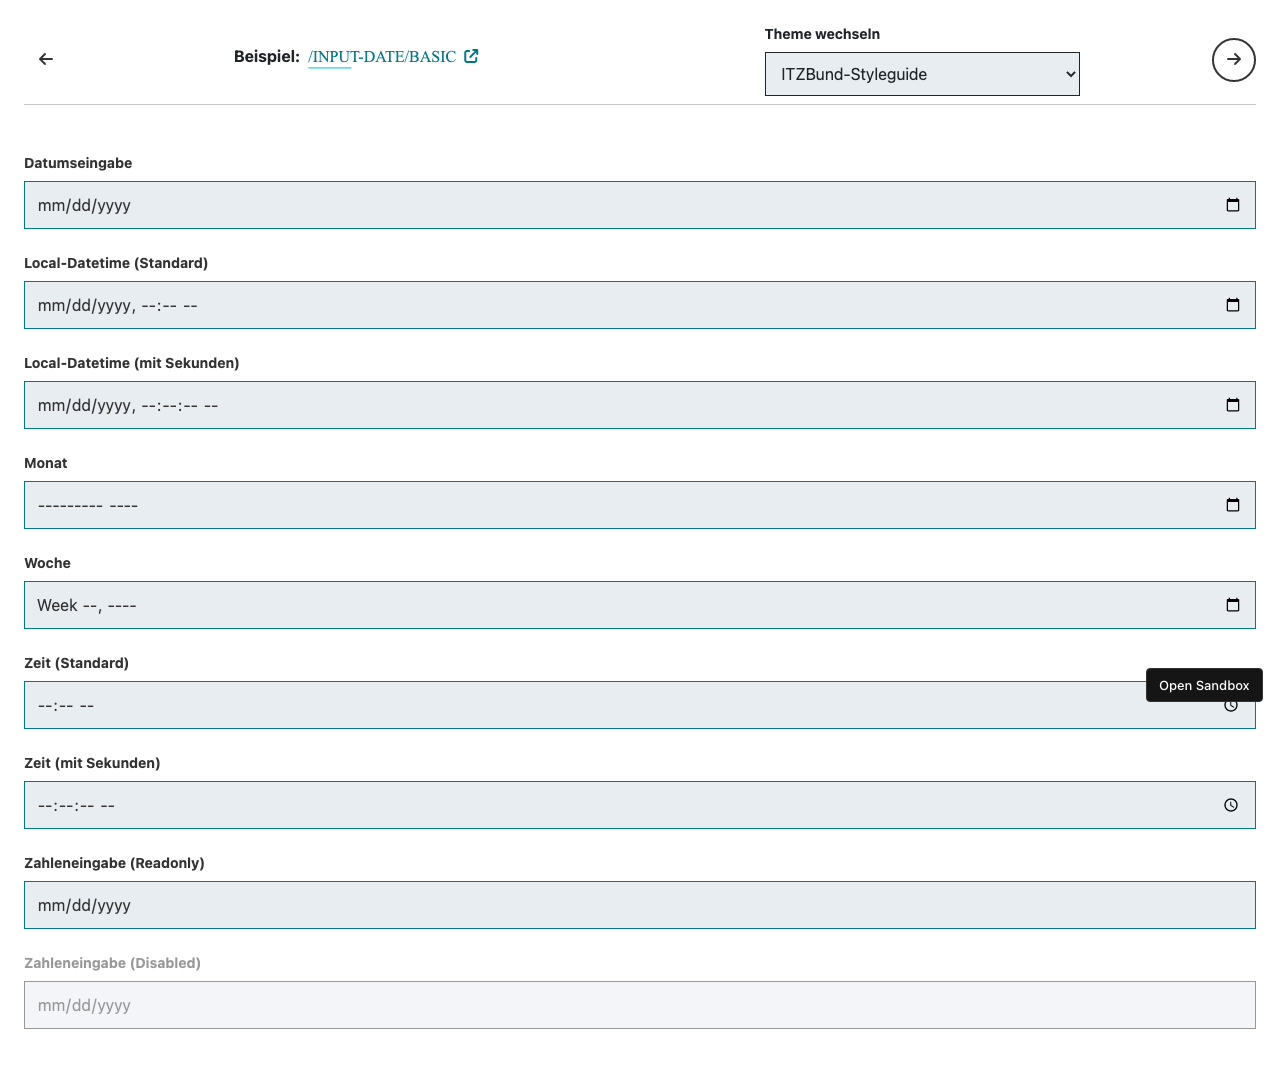 Beispiel: /INPUT-DATE/BASIC
Theme wechseln
ITZBund-Styleguide
Datumseingabe
mm/dd/yyyy
Local-Datetime (Standard)
mm/dd/yyyy, --:-- --
Local-Datetime (mit Sekunden)
mm/dd/yyyy, --:--:-- --
Monat
--------- ----
Woche
Week --, ----
Zeit (Standard)
Open Sandbox
--:-- --
Zeit (mit Sekunden)
--:--:-- --
Zahleneingabe (Readonly)
mm/dd/yyyy
Zahleneingabe (Disabled)
mm/dd/yyyy